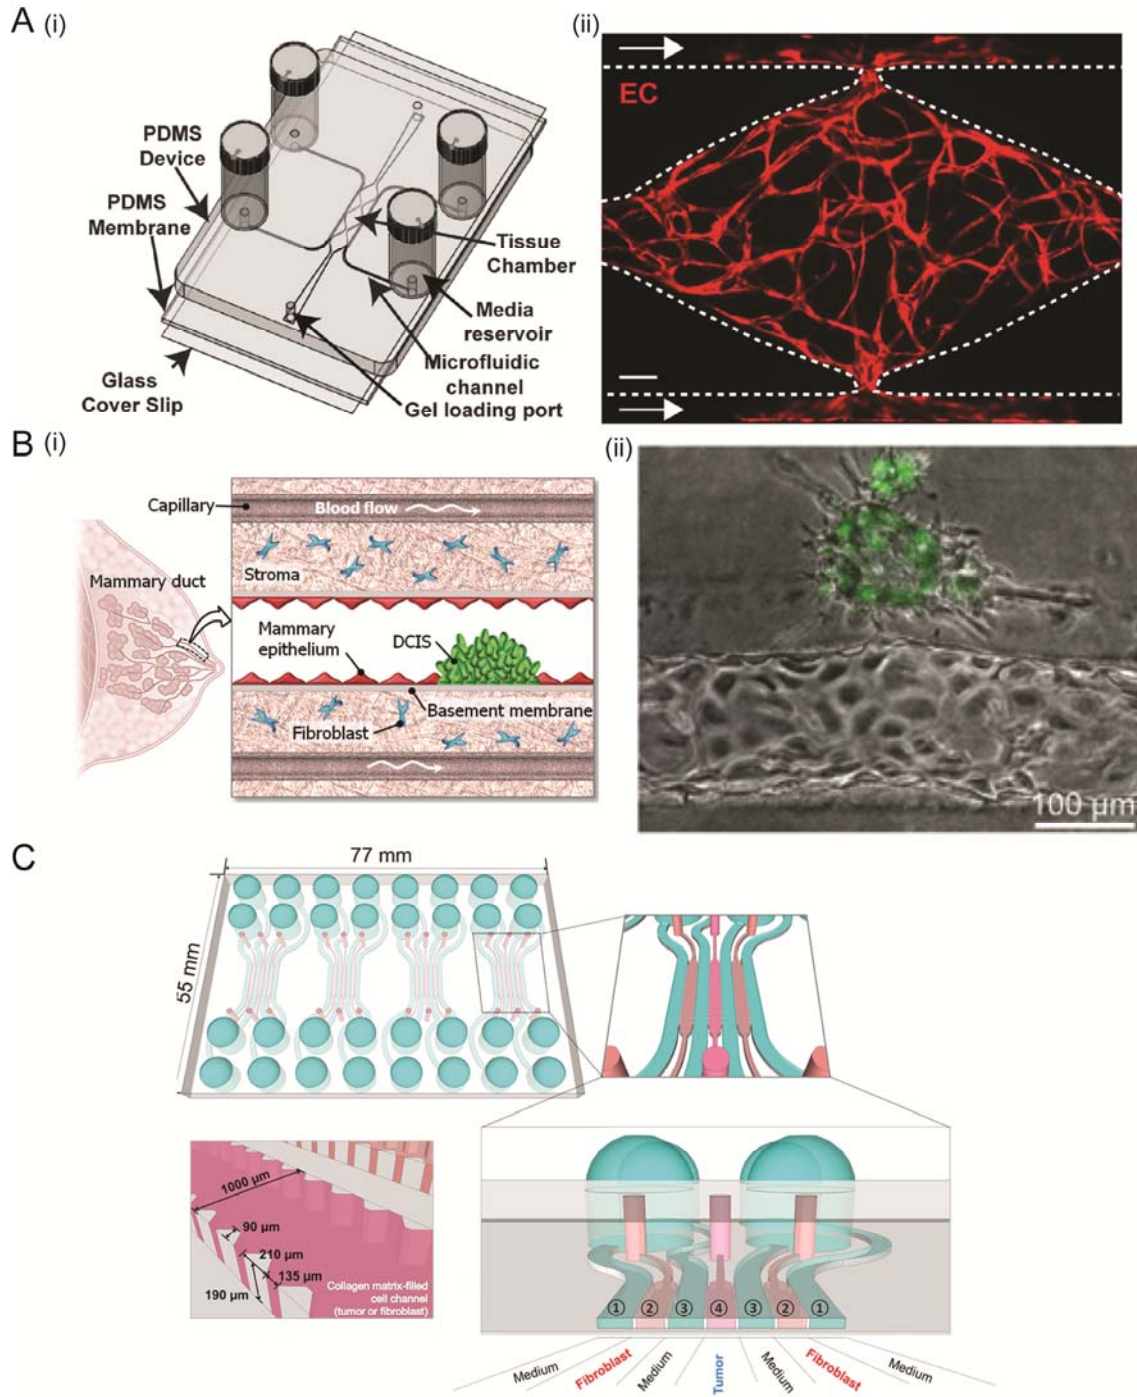 A (i)
PDMS
Device
PDMS
Membrane
Glass
Cover Slip
Tissue
Chamber
Media
reservoir
Microfluidic
channel
Gel loading port
(ii)
EC
B (i)
Capillary
Blood flow
Stroma
Mammary duct
Mammary
epithelium
DCIS
Basement membrane
Fibroblast
(ii)
100 µm
C
77 mm
55 mm
1000 µm
90 µm
210 µm
135 µm
190 µm
Collagen matrix-filled
cell channel
(tumor or fibroblast)
① ② ③ ④ ③ ② ①
Medium Fibroblast Medium Tumor Medium Fibroblast Medium